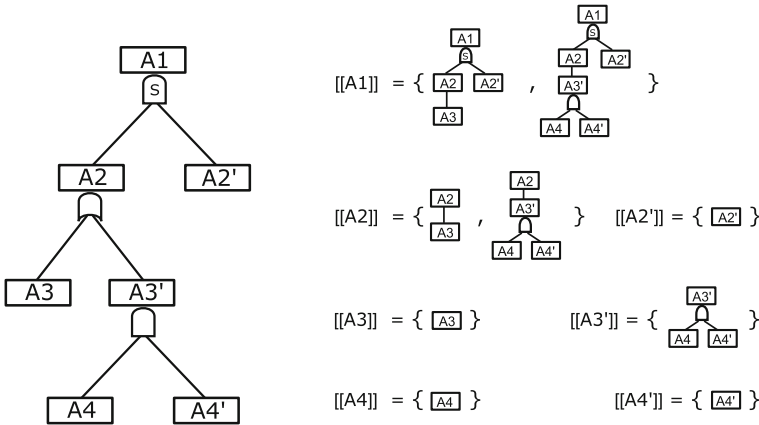 A1
S
A2
A2'
A3
A3'
A4
A4'
[[A1]] = { A1 S A2 A2' A3 , A1 S A2 A2' A3' A4 A4' }
[[A2]] = { A2 A3 , A2 A3' A4 A4' } [[A2']] = { A2' }
[[A3]] = { A3 } [[A3']] = { A3' A4 A4' }
[[A4]] = { A4 } [[A4']] = { A4' }